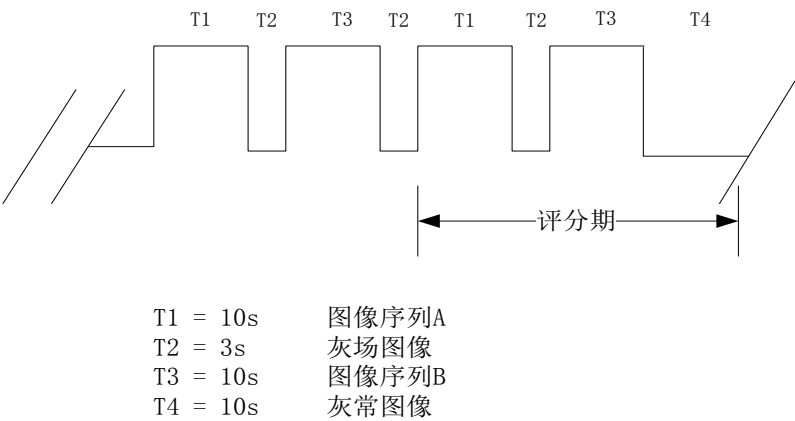 T1 T2 T3 T2 T1 T2 T3 T4
评分期
T1 = 10s 图像序列A
T2 = 3s 灰场图像
T3 = 10s 图像序列B
T4 = 10s 灰常图像